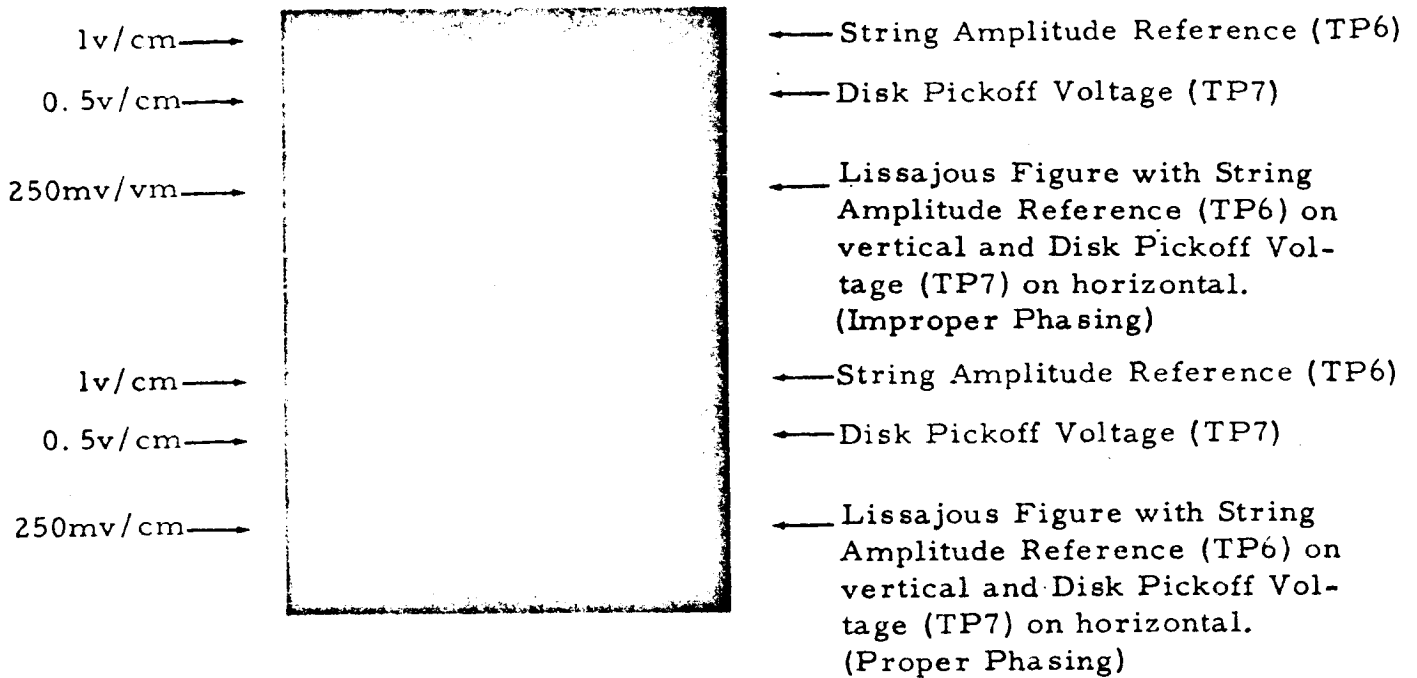 1v/cm
String Amplitude Reference (TP6)
0.5v/cm
Disk Pickoff Voltage (TP7)
250mv/vm
Lissajous Figure with String
Amplitude Reference (TP6) on
vertical and Disk Pickoff Vol-
tage (TP7) on horizontal.
(Improper Phasing)
1v/cm
String Amplitude Reference (TP6)
0.5v/cm
Disk Pickoff Voltage (TP7)
250mv/cm
Lissajous Figure with String
Amplitude Reference (TP6) on
vertical and Disk Pickoff Vol-
tage (TP7) on horizontal.
(Proper Phasing)